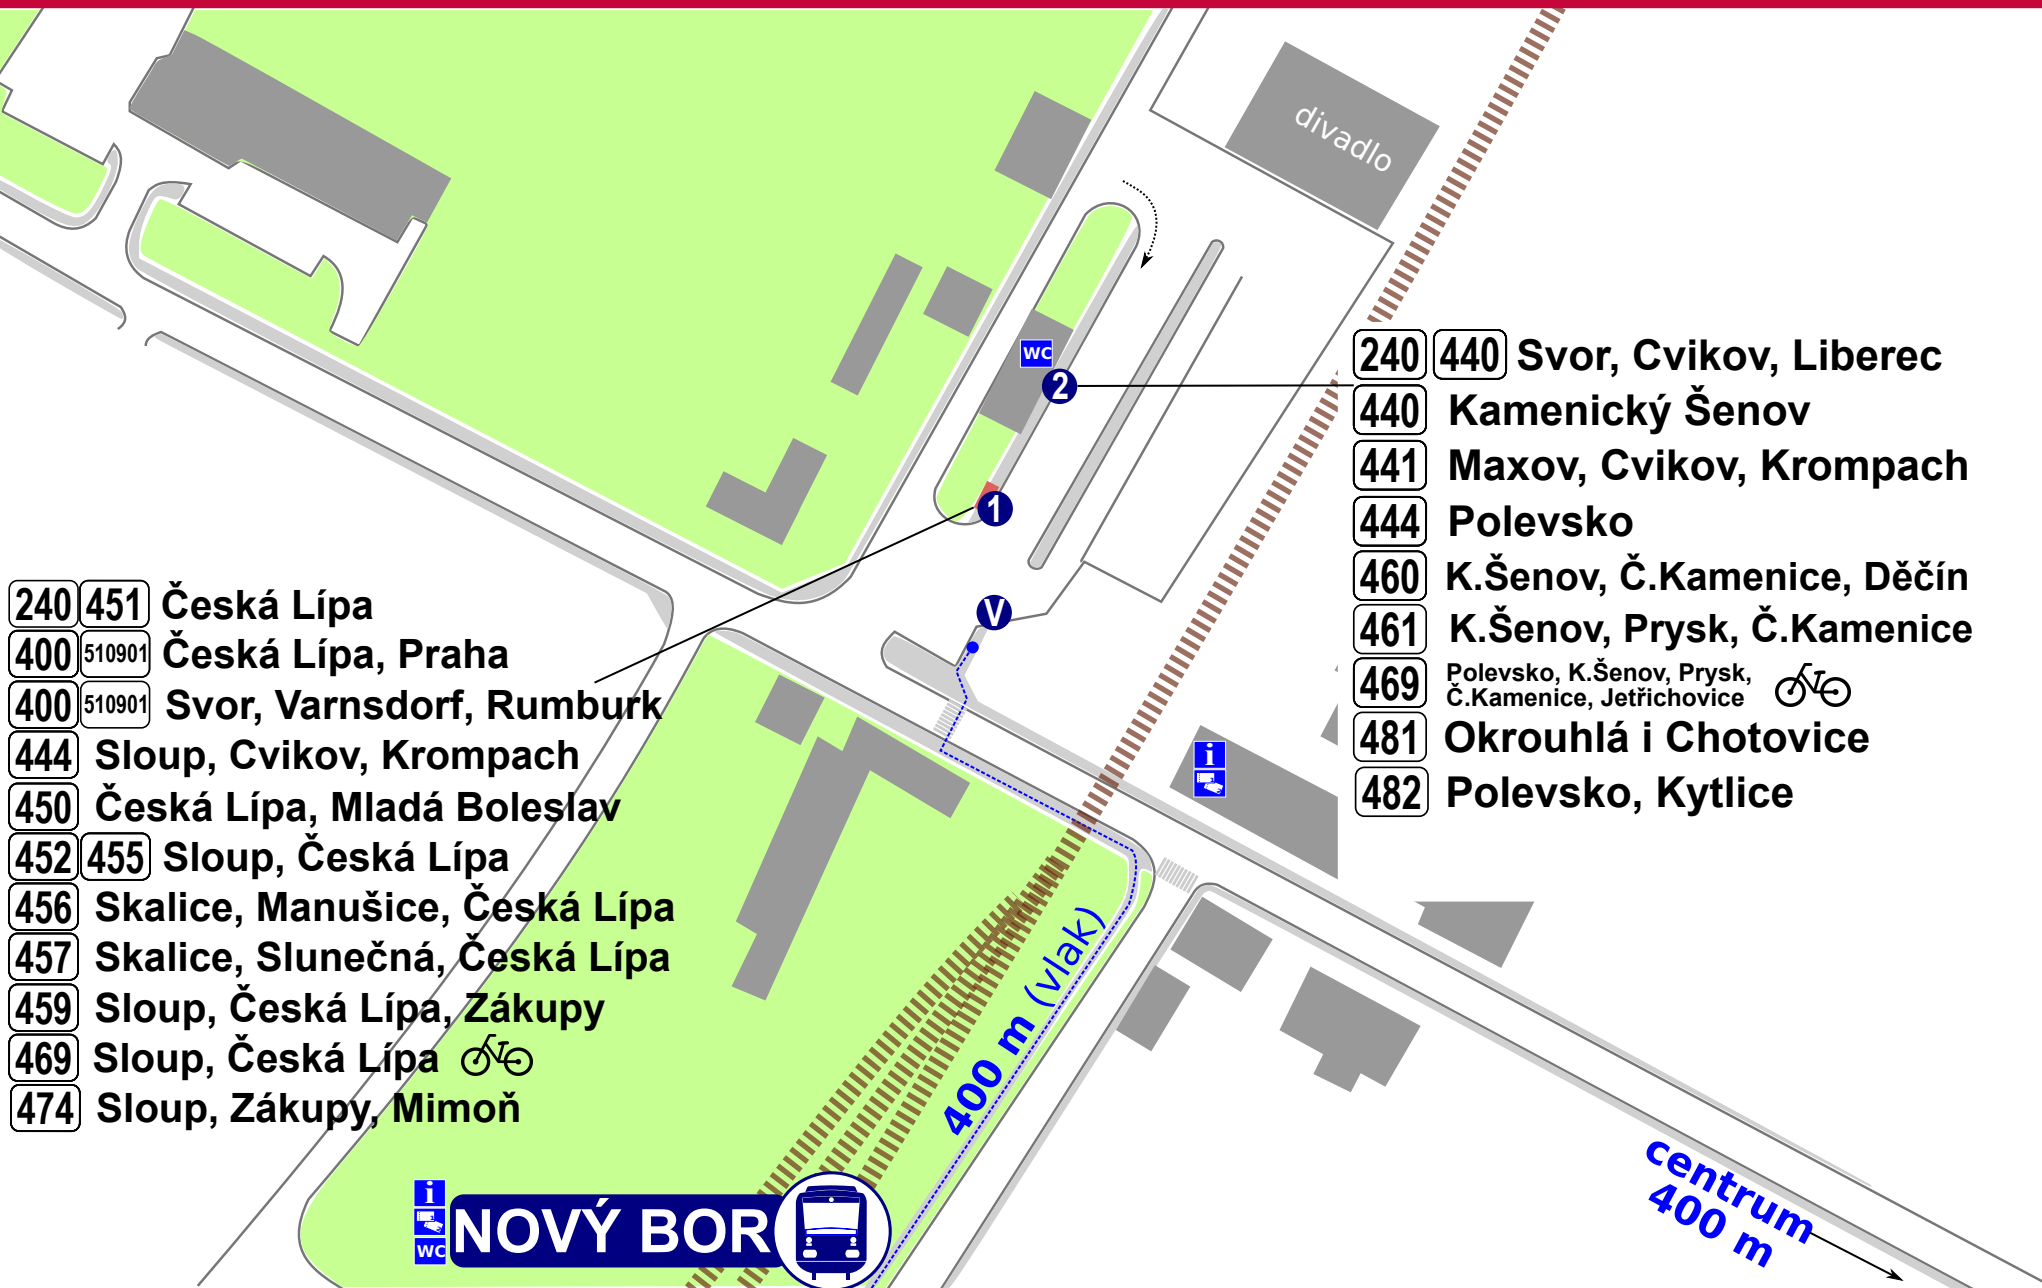 divadlo
WC
2
1
V
240 440 Svor, Cvikov, Liberec
440 Kamenický Šenov
441 Maxov, Cvikov, Krompach
444 Polevsko
460 K.Šenov, Č.Kamenice, Děčín
461 K.Šenov, Prysk, Č.Kamenice
469 Polevsko, K.Šenov, Prysk,
Č.Kamenice, Jetřichovice
481 Okrouhlá i Chotovice
482 Polevsko, Kytlice
240 451 Česká Lípa
400 510901 Česká Lípa, Praha
400 510901 Svor, Varnsdorf, Rumburk
444 Sloup, Cvikov, Krompach
450 Česká Lípa, Mladá Boleslav
452 455 Sloup, Česká Lípa
456 Skalice, Manušice, Česká Lípa
457 Skalice, Slunečná, Česká Lípa
459 Sloup, Česká Lípa, Zákupy
469 Sloup, Česká Lípa
474 Sloup, Zákupy, Mimoň
i
400 m (vlak)
centrum
400 m
i
WC
NOVÝ BOR